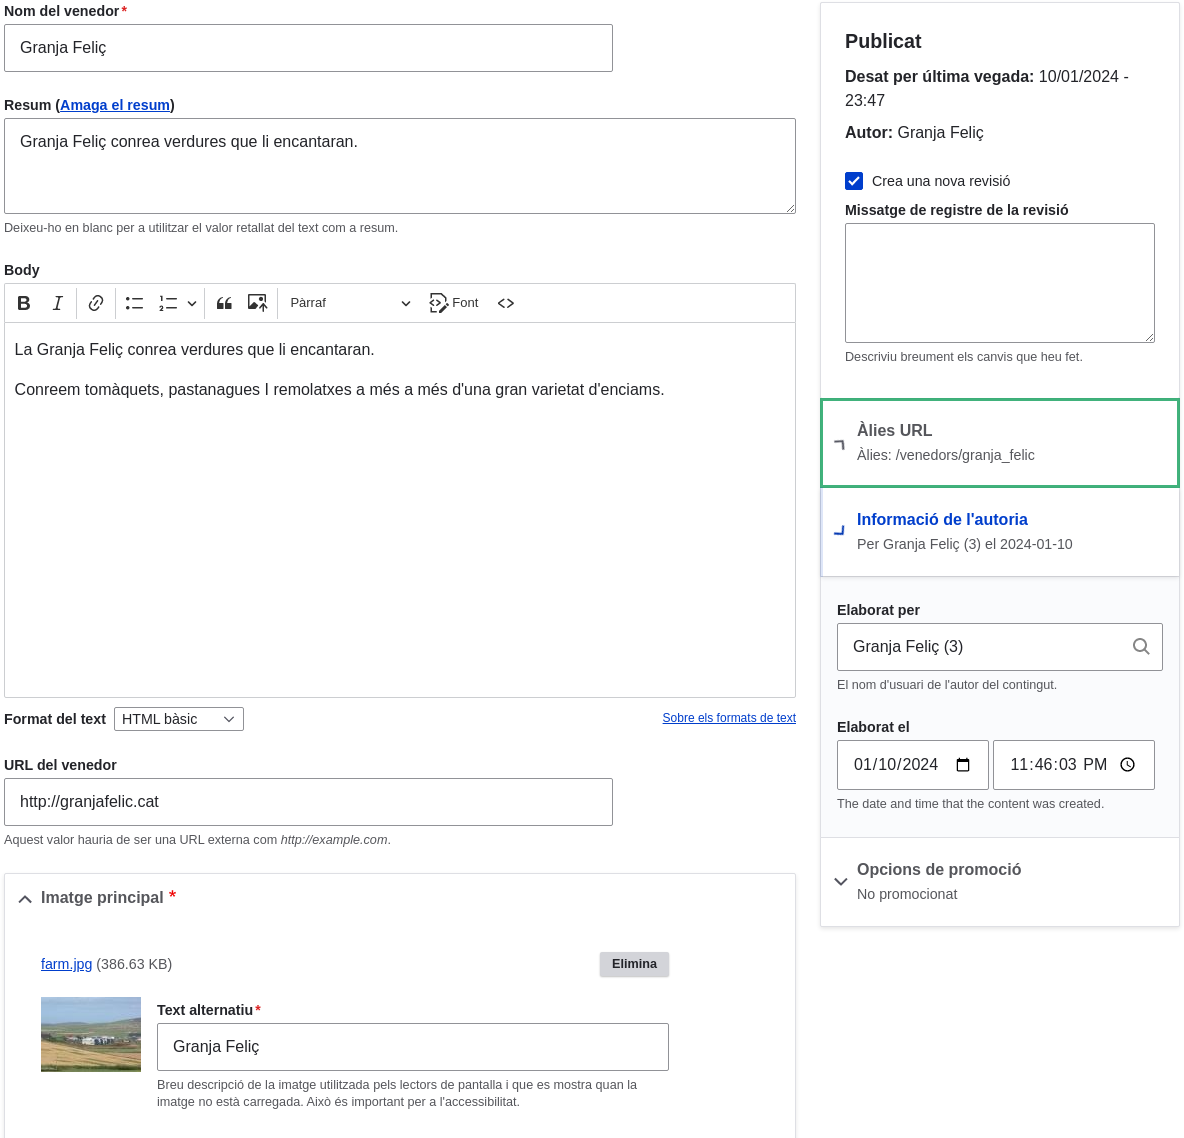 Nom del venedor*
Granja Feliç
Resum (Amaga el resum)
Granja Feliç conrea verdures que li encantaran.
Deixeu-ho en blanc per a utilitzar el valor retallat del text com a resum.
Body
Pàrraf
Font
La Granja Feliç conrea verdures que li encantaran.
Conreem tomàquets, pastanagues I remolatxes a més a més d'una gran varietat d'enciams.
Format del text HTML bàsic
Sobre els formats de text
URL del venedor
http://granjafelic.cat
Aquest valor hauria de ser una URL externa com http://example.com.
Imatge principal *
farm.jpg (386.63 KB)
Elimina
Text alternatiu*
Granja Feliç
Breu descripció de la imatge utilitzada pels lectors de pantalla i que es mostra quan la
imatge no està carregada. Això és important per a l'accessibilitat.
Publicat
Desat per última vegada: 10/01/2024 -
23:47
Autor: Granja Feliç
Crea una nova revisió
Missatge de registre de la revisió
Descriviu breument els canvis que heu fet.
Àlies URL
Àlies: /venedors/granja_felic
Informació de l'autoria
Per Granja Feliç (3) el 2024-01-10
Elaborat per
Granja Feliç (3)
El nom d'usuari de l'autor del contingut.
Elaborat el
01/10/2024 11:46:03 PM
The date and time that the content was created.
Opcions de promoció
No promocionat